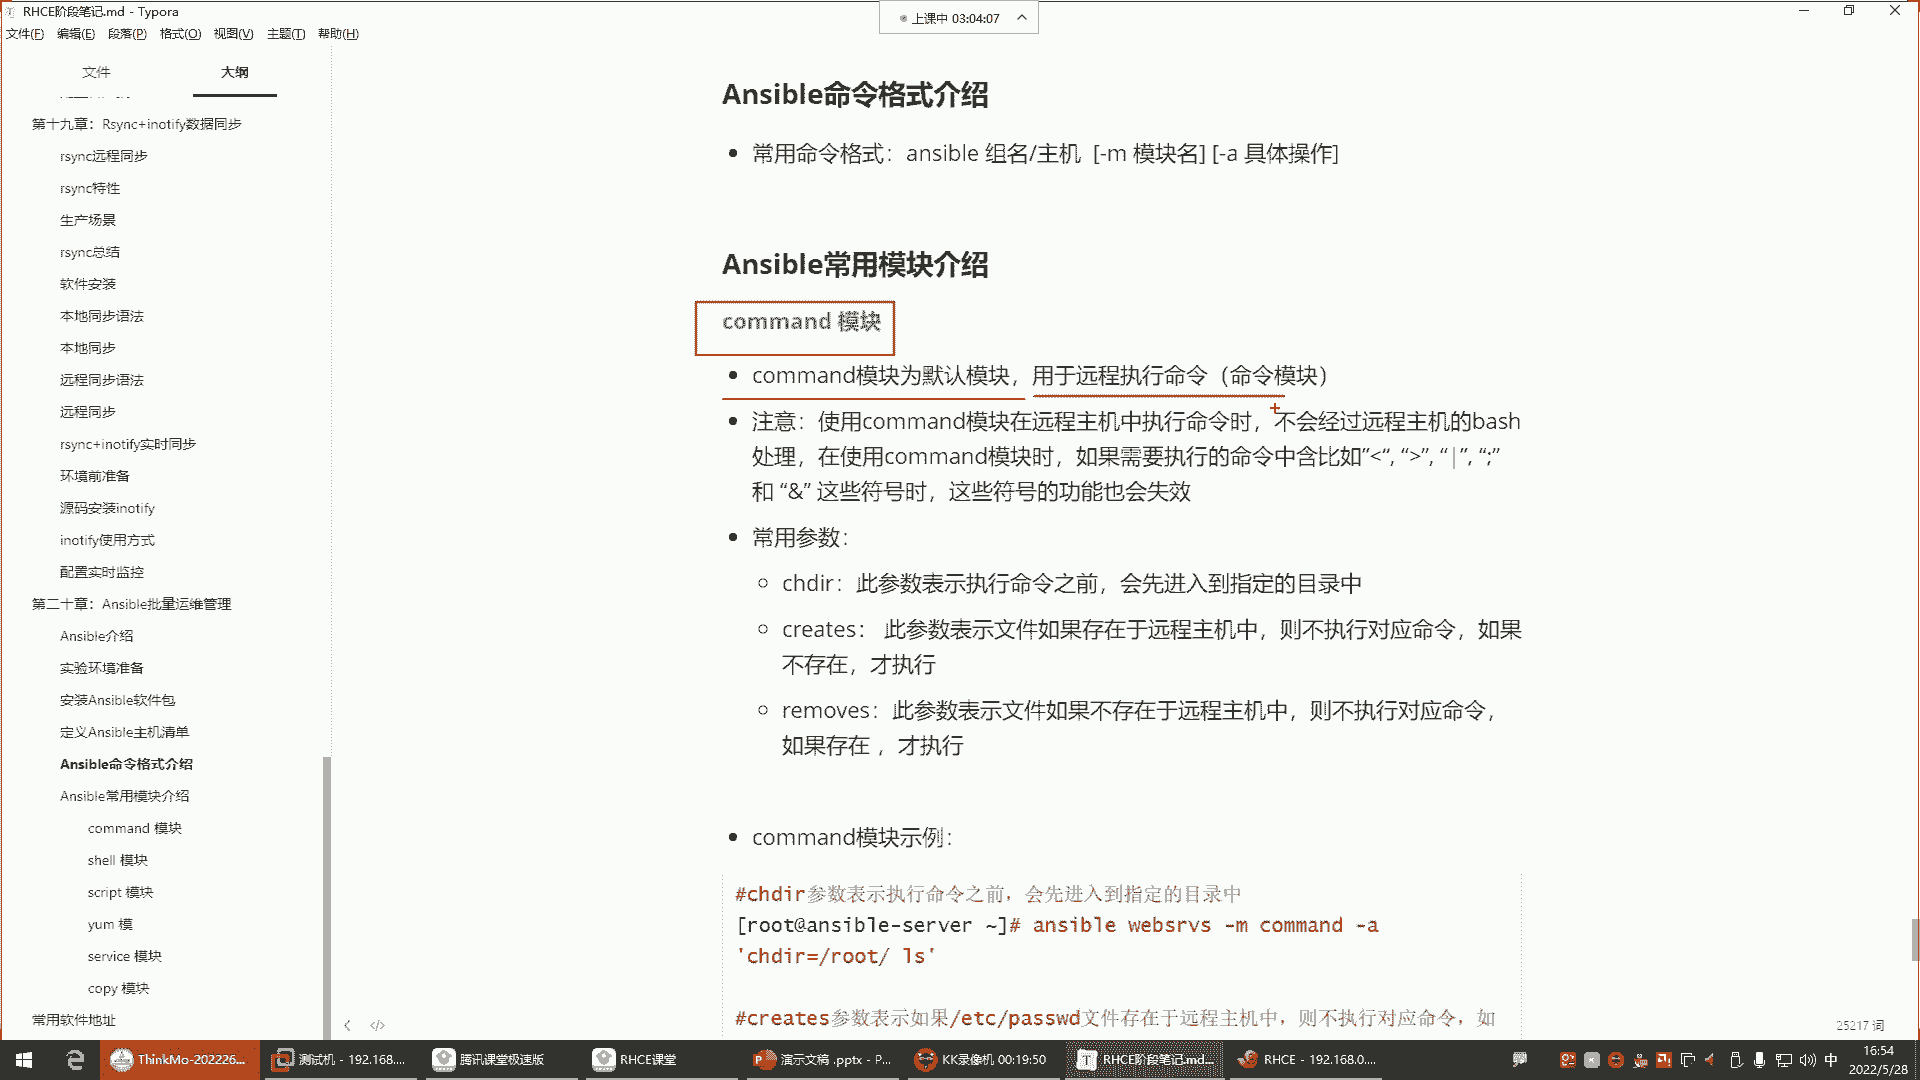 RHCE阶段笔记.md - Typora
上课中 03:04:07
文件(F) 编辑(E) 段落(P) 格式(O) 视图(V) 主题(T) 帮助(H)
文件 大纲
第十九章：Rsync+inotify数据同步
rsync远程同步
rsync特性
生产场景
rsync总结
软件安装
本地同步语法
本地同步
远程同步语法
远程同步
rsync+inotify实时同步
环境前准备
源码安装inotify
inotify使用方式
配置实时监控
第二十章：Ansible批量运维管理
Ansible介绍
实验环境准备
安装Ansible软件包
定义Ansible主机清单
Ansible命令格式介绍
Ansible常用模块介绍
command 模块
shell 模块
script 模块
yum 模
service 模块
copy 模块
常用软件地址
Ansible命令格式介绍
常用命令格式：ansible 组名/主机 [-m 模块名] [-a 具体操作]
Ansible常用模块介绍
command 模块
command模块为默认模块，用于远程执行命令（命令模块）
注意：使用command模块在远程主机中执行命令时，不会经过远程主机的bash
处理，在使用command模块时，如果需要执行的命令中含比如”<“, “>”, “|”, “;”
和 “&” 这些符号时，这些符号的功能也会失效
常用参数：
chdir：此参数表示执行命令之前，会先进入到指定的目录中
creates： 此参数表示文件如果存在于远程主机中，则不执行对应命令，如果
不存在，才执行
removes：此参数表示文件如果不存在于远程主机中，则不执行对应命令，
如果存在 ，才执行
command模块示例：
#chdir参数表示执行命令之前，会先进入到指定的目录中
[root@ansible-server ~]# ansible websrvs -m command -a
'chdir=/root/ ls'
#creates参数表示如果/etc/passwd文件存在于远程主机中，则不执行对应命令，如
25217 词
ThinkMo-202226... 测试机 - 192.168.... 腾讯课堂极速版 RHCE课堂 演示文稿 .pptx - P... KK录像机 00:19:50 RHCE阶段笔记.md... RHCE - 192.168.0.... 中
16:54
2022/5/28